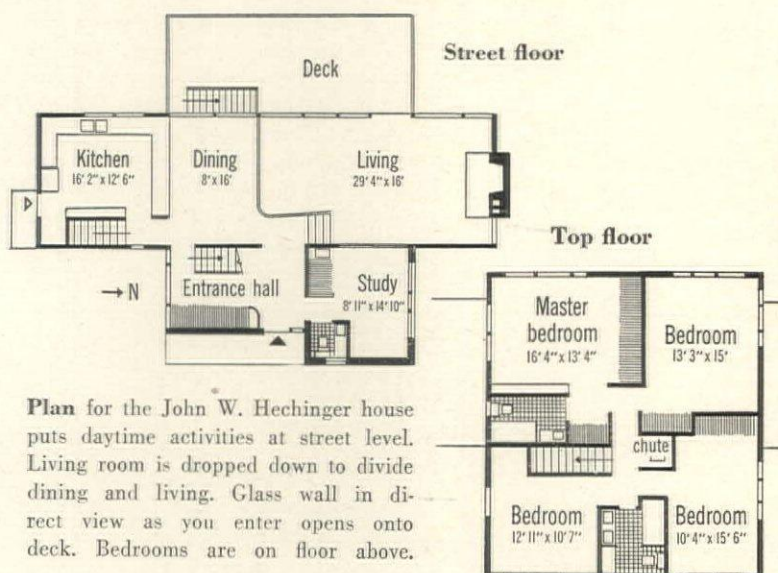 Street floor
Deck
Kitchen
16' 2" x 12' 6"
Dining
8' x 16'
Living
29' 4" x 16'
Entrance hall
Study
8' 11" x 14' 10"
→ N
Top floor
Master
bedroom
16' 4" x 13' 4"
Bedroom
13' 3" x 15'
chute
Bedroom
12' 11" x 10' 7"
Bedroom
10' 4" x 15' 6"
Plan for the John W. Hechinger house
puts daytime activities at street level.
Living room is dropped down to divide
dining and living. Glass wall in di-
rect view as you enter opens onto
deck. Bedrooms are on floor above.